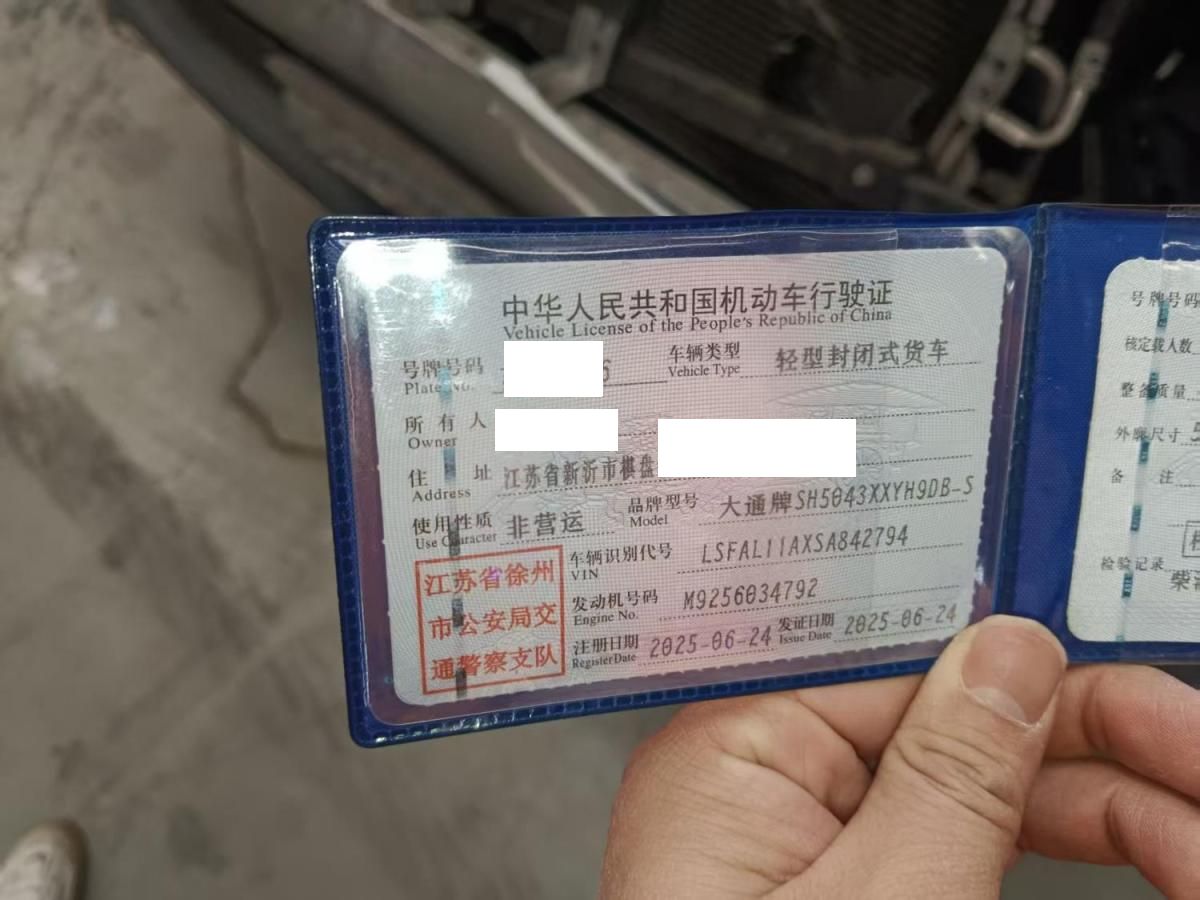 中华人民共和国机动车行驶证
Vehicle License of the People's Republic of China
号牌号码 6 车辆类型 轻型封闭式货车
Plate No. Vehicle Type
所有人
Owner
住址 江苏省新沂市棋盘
Address
使用性质 非营运 品牌型号 大通牌SH5043XXYH9DB-S
Use Character Model
江苏省徐州
市公安局交
通警察支队
车辆识别代号 LSFAL11AXSA842794
VIN
发动机号码 M9256034792
Engine No.
注册日期 2025-06-24 发证日期 2025-06-24
Register Date Issue Date
号牌号码
核定载人数
整备质量
外廓尺寸
备注
检验记录